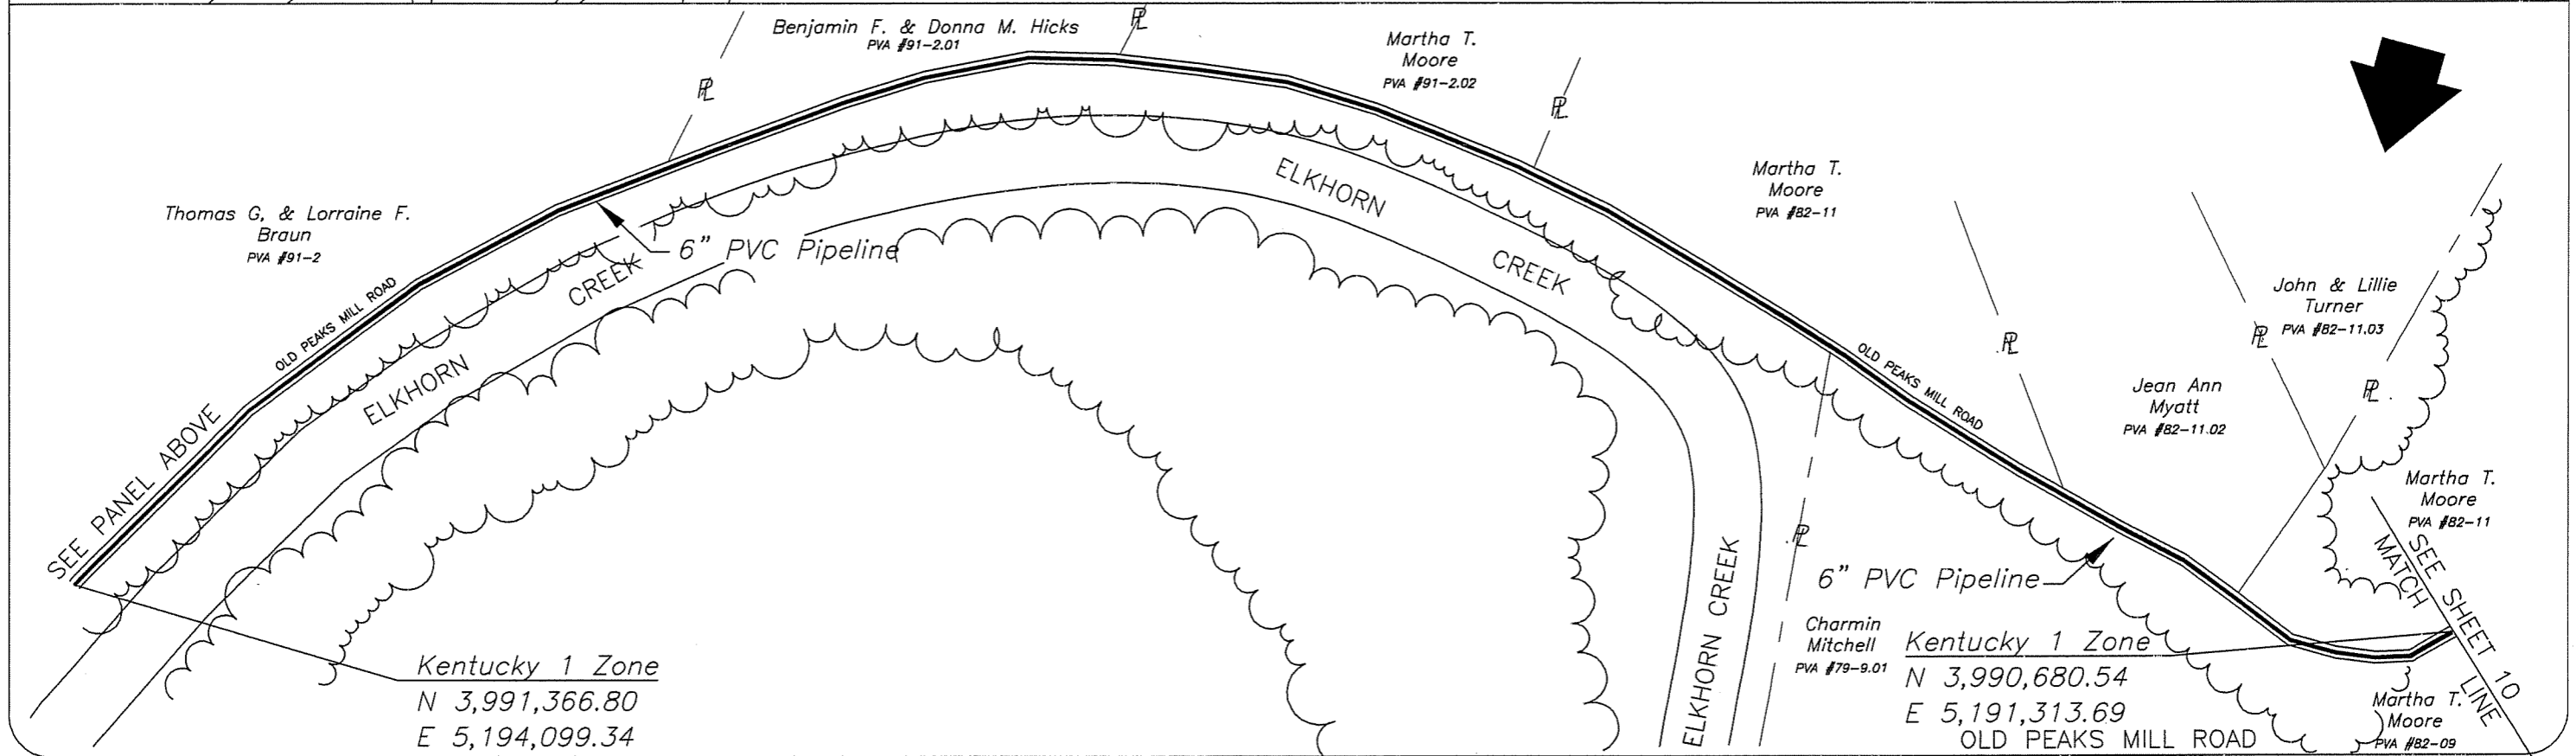 Benjamin F. & Donna M. Hicks
PVA #91-2.01
PL
PL
Martha T.
Moore
PVA #91-2.02
PL
Martha T.
Moore
PVA #82-11
Thomas G, & Lorraine F.
Braun
PVA #91-2
6" PVC Pipeline
ELKHORN
CREEK
ELKHORN
CREEK
OLD PEAKS MILL ROAD
SEE PANEL ABOVE
OLD PEAKS MILL ROAD
PL
PL
John & Lillie
Turner
PVA #82-11.03
PL
Jean Ann
Myatt
PVA #82-11.02
Martha T.
Moore
PVA #82-11
SEE SHEET 10
MATCH LINE
PL
6" PVC Pipeline
ELKHORN CREEK
Charmin
Mitchell
PVA #79-9.01
Kentucky 1 Zone
N 3,991,366.80
E 5,194,099.34
Kentucky 1 Zone
N 3,990,680.54
E 5,191,313.69
OLD PEAKS MILL ROAD
Martha T.
Moore
PVA #82-09